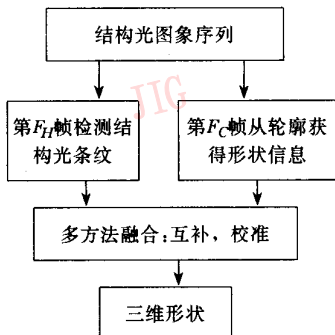 结构光图象序列
JIG
第F_H帧检测结
构光条纹
第F_C帧从轮廓获
得形状信息
多方法融合:互补，校准
三维形状